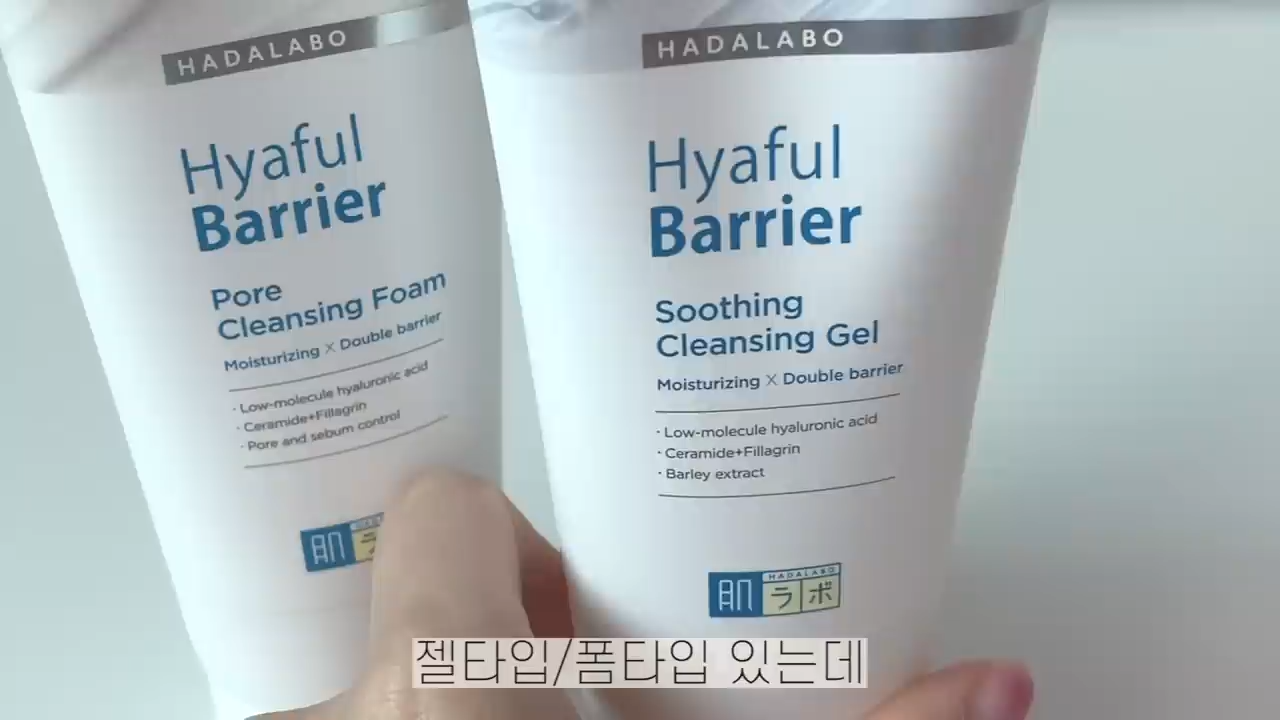 HADALABO
Hyaful
Barrier
Pore
Cleansing Foam
Moisturizing X Double barrier
· Low-molecule hyaluronic acid
· Ceramide+Fillagrin
· Pore and sebum control
肌
HADALABO
Hyaful
Barrier
Soothing
Cleansing Gel
Moisturizing X Double barrier
· Low-molecule hyaluronic acid
· Ceramide+Fillagrin
· Barley extract
HADALABO
肌ラボ
젤타입/폼타입 있는데